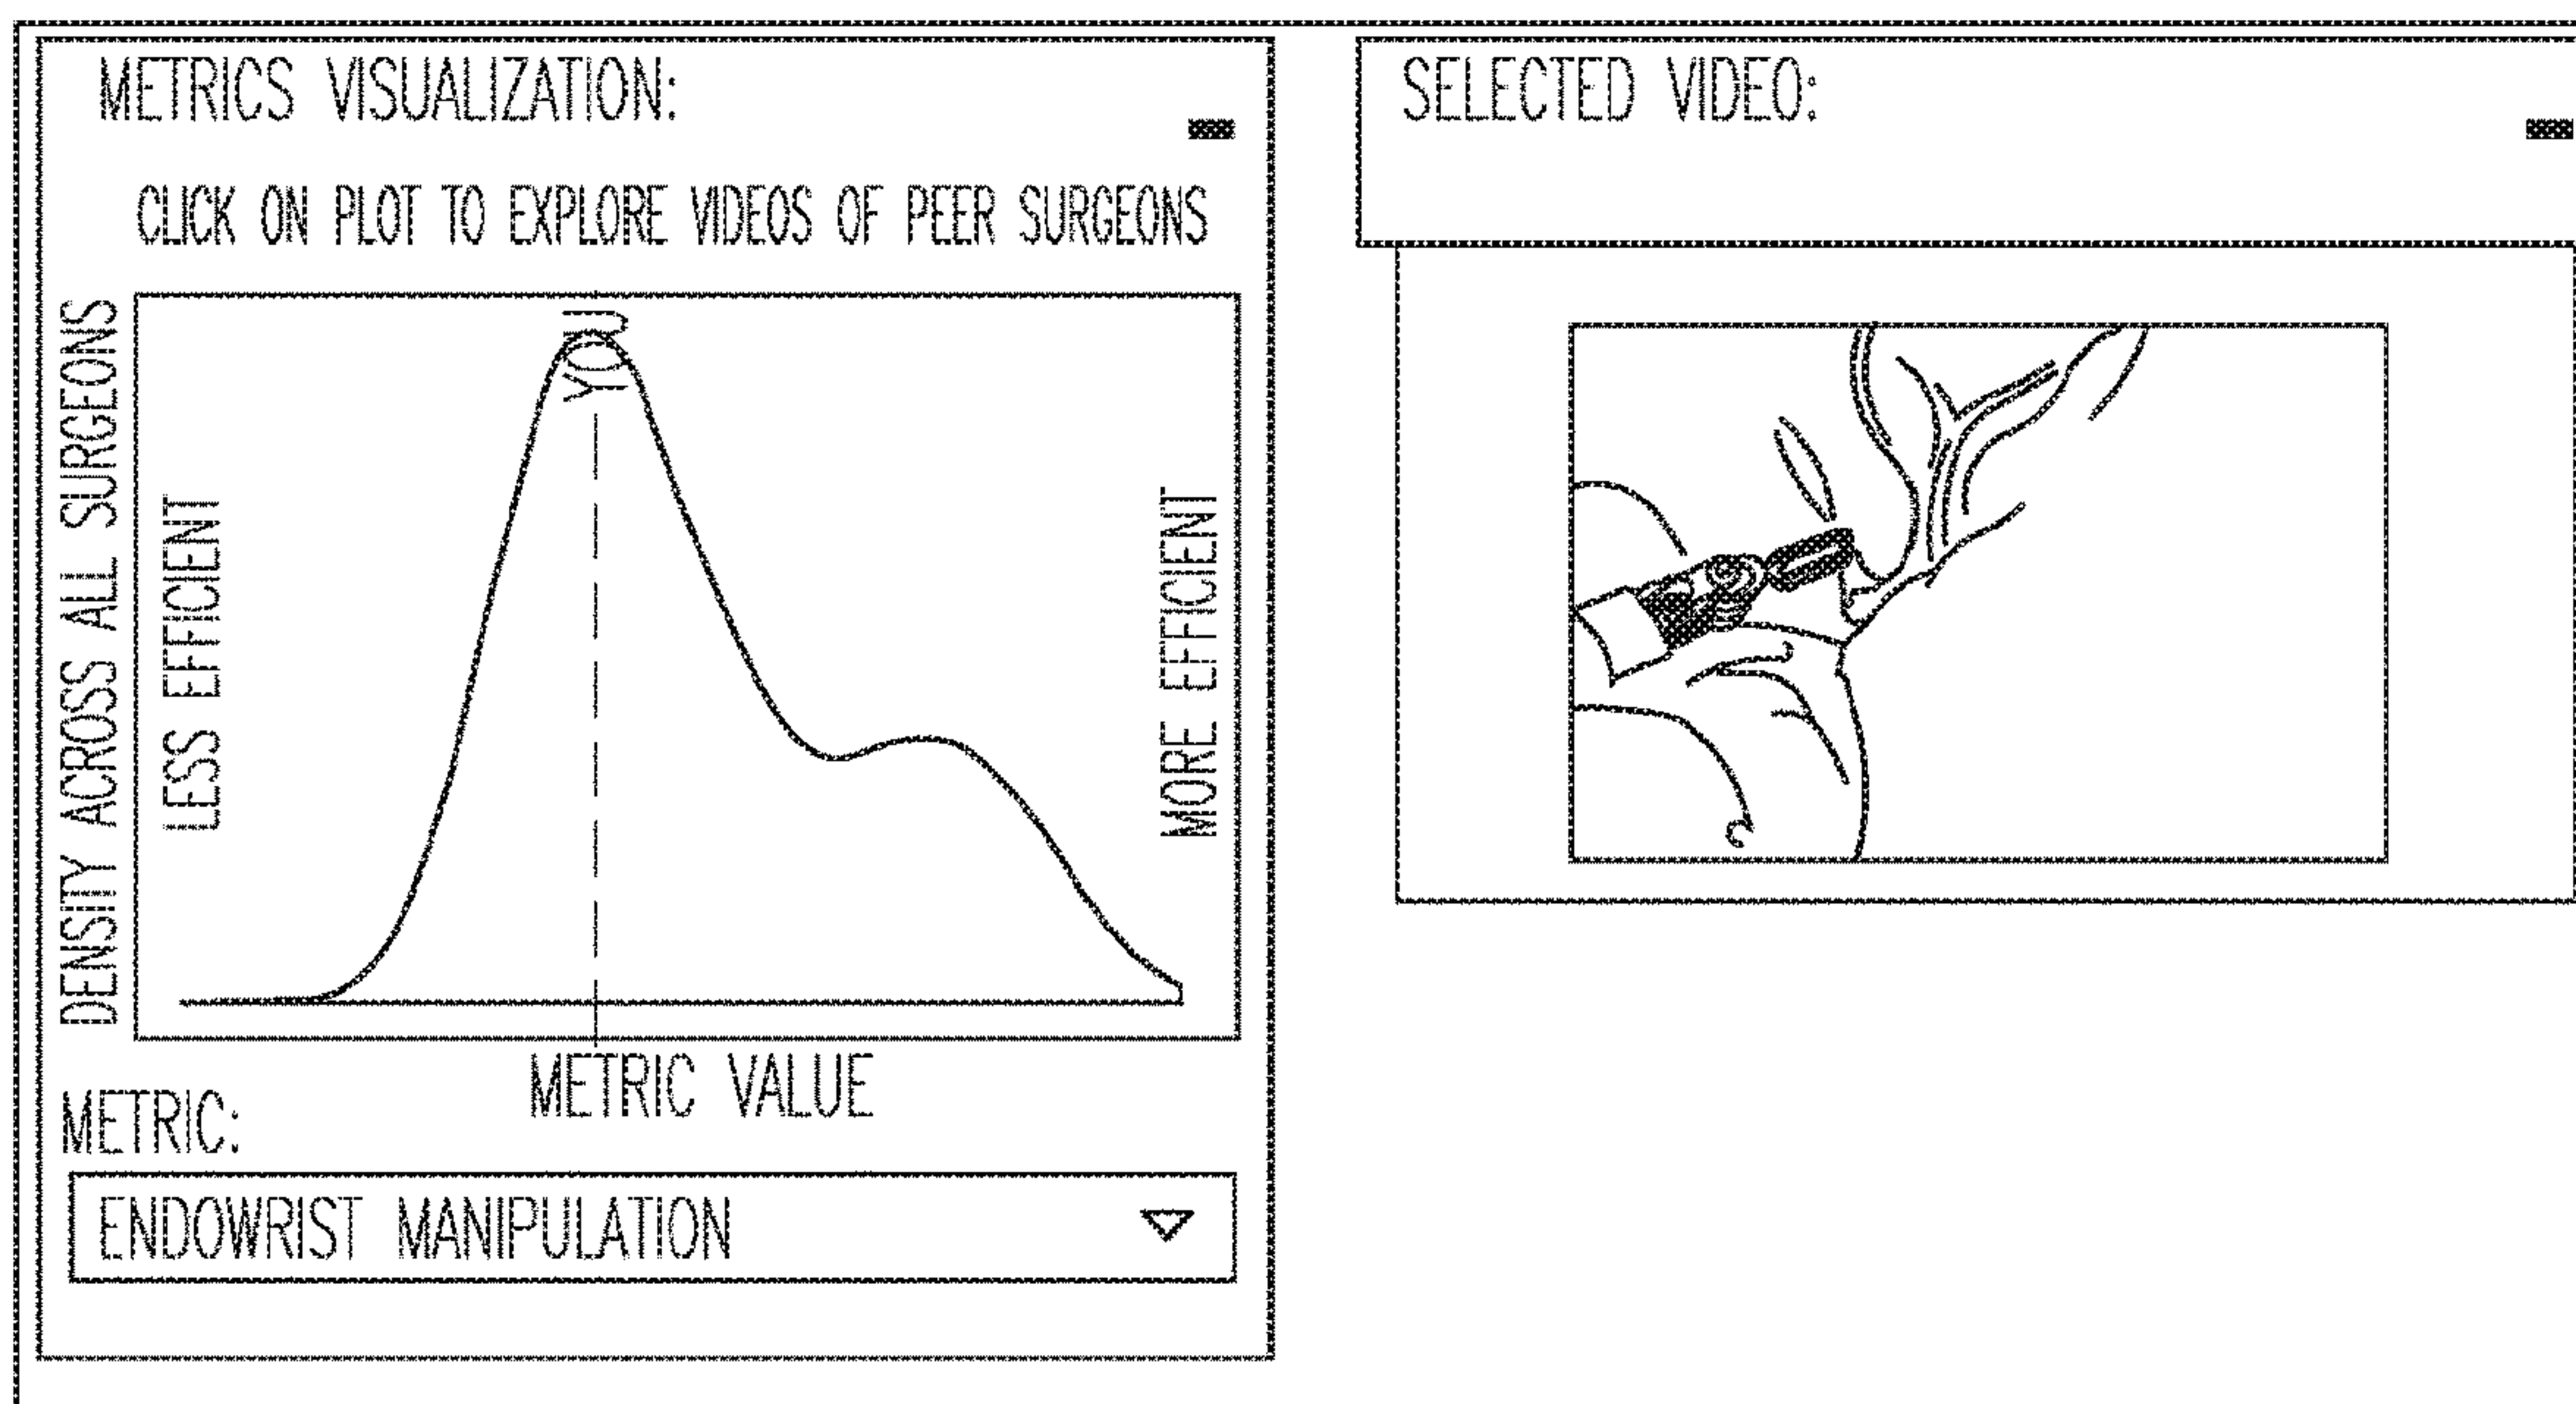 METRICS VISUALIZATION:
CLICK ON PLOT TO EXPLORE VIDEOS OF PEER SURGEONS
DENSITY ACROSS ALL SURGEONS
LESS EFFICIENT
YOU
MORE EFFICIENT
METRIC VALUE
METRIC:
ENDOWRIST MANIPULATION
SELECTED VIDEO: